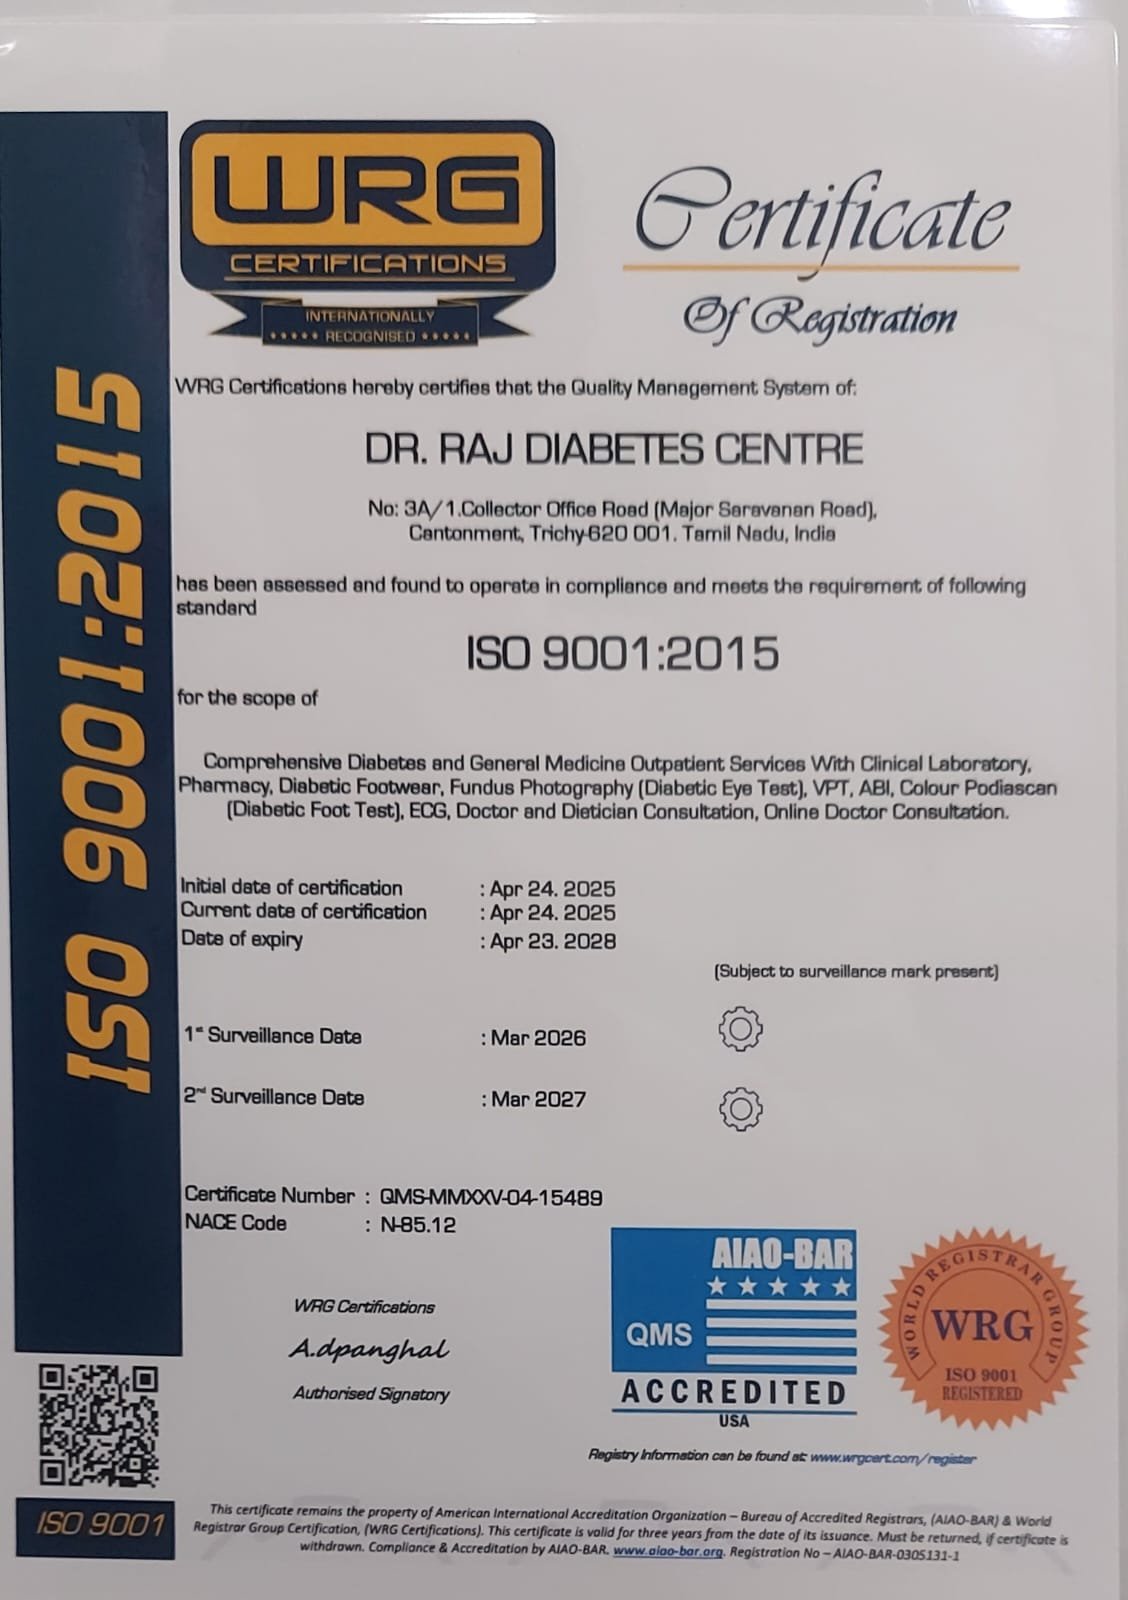 WRG
CERTIFICATIONS
INTERNATIONALLY
RECOGNISED
Certificate
Of Registration
ISO 9001:2015
WRG Certifications hereby certifies that the Quality Management System of:
DR. RAJ DIABETES CENTRE
No: 3A/1.Collector Office Road (Major Saravanan Road),
Cantonment, Trichy-620 001. Tamil Nadu, India
has been assessed and found to operate in compliance and meets the requirement of following
standard
ISO 9001:2015
for the scope of
Comprehensive Diabetes and General Medicine Outpatient Services With Clinical Laboratory,
Pharmacy, Diabetic Footwear, Fundus Photography (Diabetic Eye Test), VPT, ABI, Colour Podiascan
(Diabetic Foot Test), ECG, Doctor and Dietician Consultation, Online Doctor Consultation.
Initial date of certification : Apr 24. 2025
Current date of certification : Apr 24. 2025
Date of expiry : Apr 23. 2028
(Subject to surveillance mark present)
1st Surveillance Date : Mar 2026
2nd Surveillance Date : Mar 2027
Certificate Number : QMS-MMXXV-04-15489
NACE Code : N-85.12
WRG Certifications
A.dpanghal
Authorised Signatory
AIAO-BAR
QMS
ACCREDITED
USA
WORLD REGISTRAR GROUP
WRG
ISO 9001
REGISTERED
Registry Information can be found at: www.wrgcert.com/register
ISO 9001
This certificate remains the property of American International Accreditation Organization – Bureau of Accredited Registrars, (AIAO-BAR) & World
Registrar Group Certification, (WRG Certifications). This certificate is valid for three years from the date of its issuance. Must be returned, if certificate is
withdrawn. Compliance & Accreditation by AIAO-BAR. www.aiao-bar.org. Registration No – AIAO-BAR-0305131-1